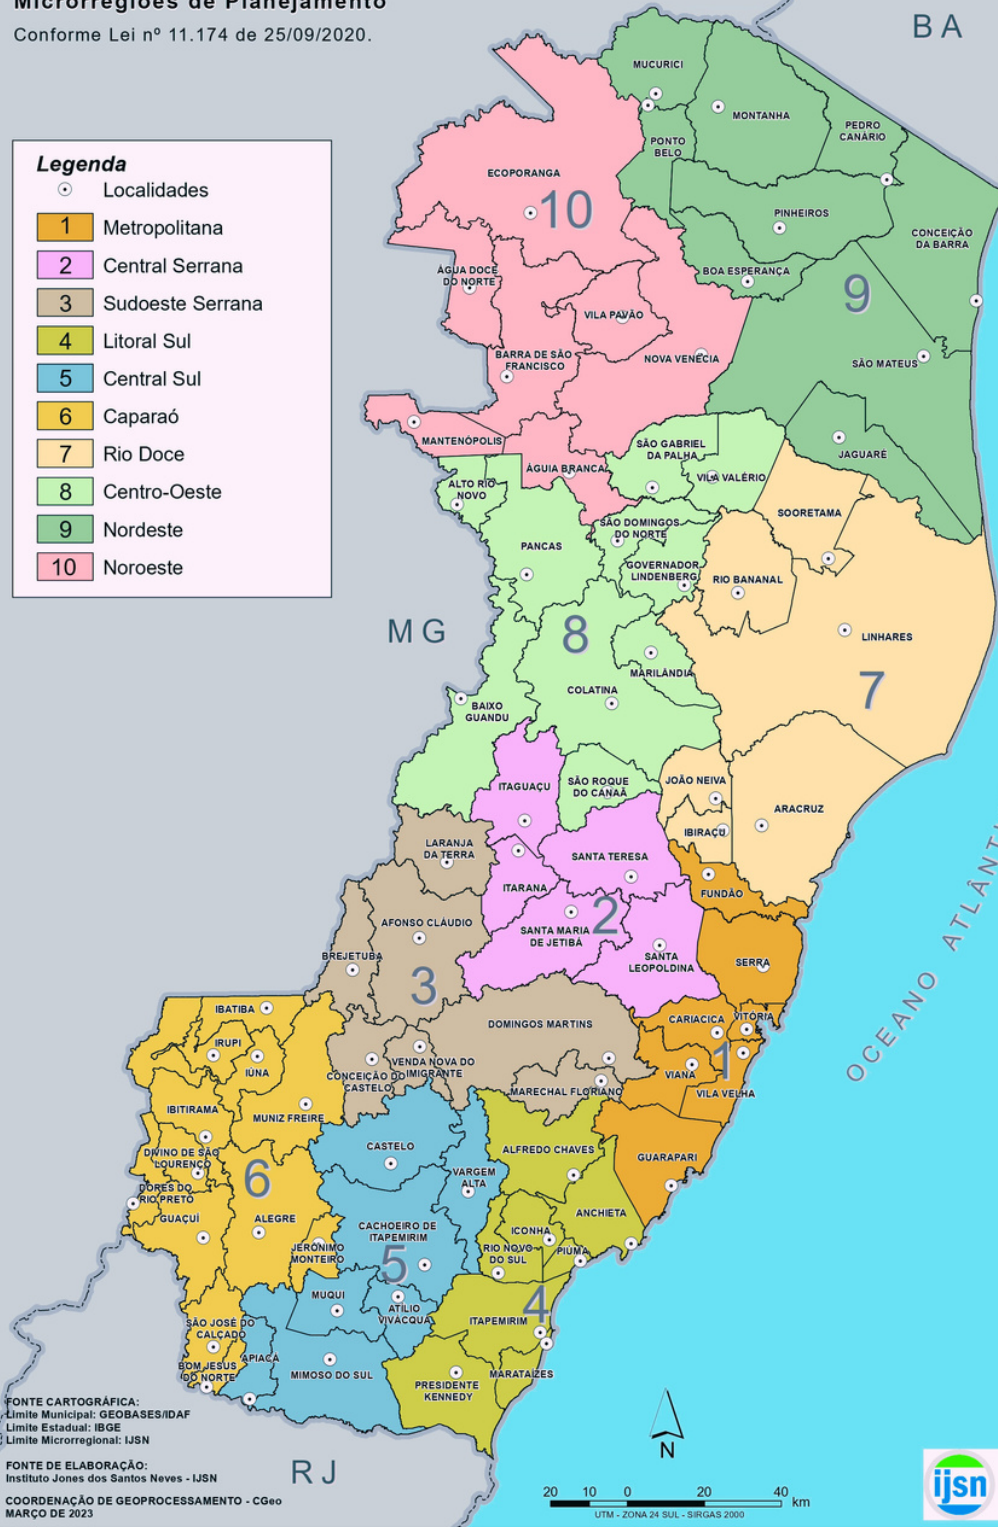 Microrregiões de Planejamento
Conforme Lei nº 11.174 de 25/09/2020.
BA
Legenda
Localidades
1 Metropolitana
2 Central Serrana
3 Sudoeste Serrana
4 Litoral Sul
5 Central Sul
6 Caparaó
7 Rio Doce
8 Centro-Oeste
9 Nordeste
10 Noroeste
MUCURICI
MONTANHA
PEDRO
CANÁRIO
PONTO
BELO
ECOPORANGA
10
PINHEIROS
CONCEIÇÃO
DA BARRA
ÁGUA DOCE
DO NORTE
BOA ESPERANÇA
9
VILA PAVÃO
BARRA DE SÃO
FRANCISCO
NOVA VENÉCIA
SÃO MATEUS
MANTENÓPOLIS
SÃO GABRIEL
DA PALHA
JAGUARÉ
ÁGUIA BRANCA
VILA VALÉRIO
ALTO RIO
NOVO
SOORETAMA
SÃO DOMINGOS
DO NORTE
PANCAS
GOVERNADOR
LINDENBERG
RIO BANANAL
MG
8
LINHARES
MARILÂNDIA
COLATINA
7
BAIXO
GUANDU
ITAGUAÇU
SÃO ROQUE
DO CANAÃ
JOÃO NEIVA
ARACRUZ
IBIRAÇU
LARANJA
DA TERRA
SANTA TERESA
ITARANA
FUNDÃO
2
AFONSO CLÁUDIO
SANTA MARIA
DE JETIBÁ
BREJETUBA
SANTA
LEOPOLDINA
SERRA
3
OCEANO ATLÂNT
IBATIBA
DOMINGOS MARTINS
CARIACICA
VITÓRIA
IRUPI
IÚNA
VENDA NOVA DO
IMIGRANTE
CONCEIÇÃO DO
CASTELO
1
VIANA
MARECHAL FLORIANO
VILA VELHA
IBITIRAMA
MUNIZ FREIRE
CASTELO
ALFREDO CHAVES
DIVINO DE SÃO
LOURENÇO
GUARAPARI
6
VARGEM
ALTA
DORES DO
RIO PRETO
GUAÇUÍ
ALEGRE
ANCHIETA
CACHOEIRO DE
ITAPEMIRIM
ICONHA
JERÔNIMO
MONTEIRO
RIO NOVO
DO SUL
PIÚMA
5
MUQUI
ATÍLIO
VIVÁCQUA
4
SÃO JOSÉ DO
CALÇADO
ITAPEMIRIM
APIACÁ
BOM JESUS
DO NORTE
MIMOSO DO SUL
MARATAÍZES
PRESIDENTE
KENNEDY
FONTE CARTOGRÁFICA:
Limite Municipal: GEOBASES/IDAF
Limite Estadual: IBGE
Limite Microrregional: IJSN
FONTE DE ELABORAÇÃO:
Instituto Jones dos Santos Neves - IJSN
COORDENAÇÃO DE GEOPROCESSAMENTO - CGeo
MARÇO DE 2023
RJ
N
20 10 0 20 40 km
UTM - ZONA 24 SUL - SIRGAS 2000
ijsn